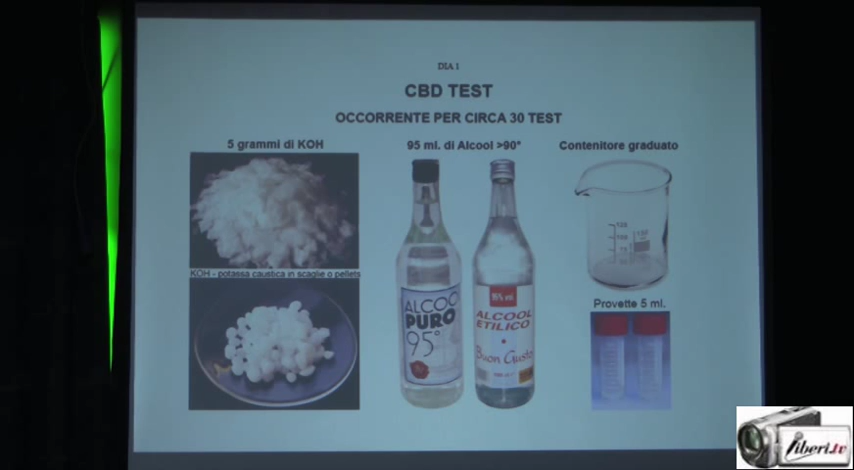 DIA 1
CBD TEST
OCCORRENTE PER CIRCA 30 TEST
5 grammi di KOH
95 ml. di Alcool >90°
Contenitore graduato
KOH - potassa caustica in scaglie o pellets
Provette 5 ml.
ALCOO
PURO
95°
ALCOOL
ETILICO
Buon Gusto
liberi.tv